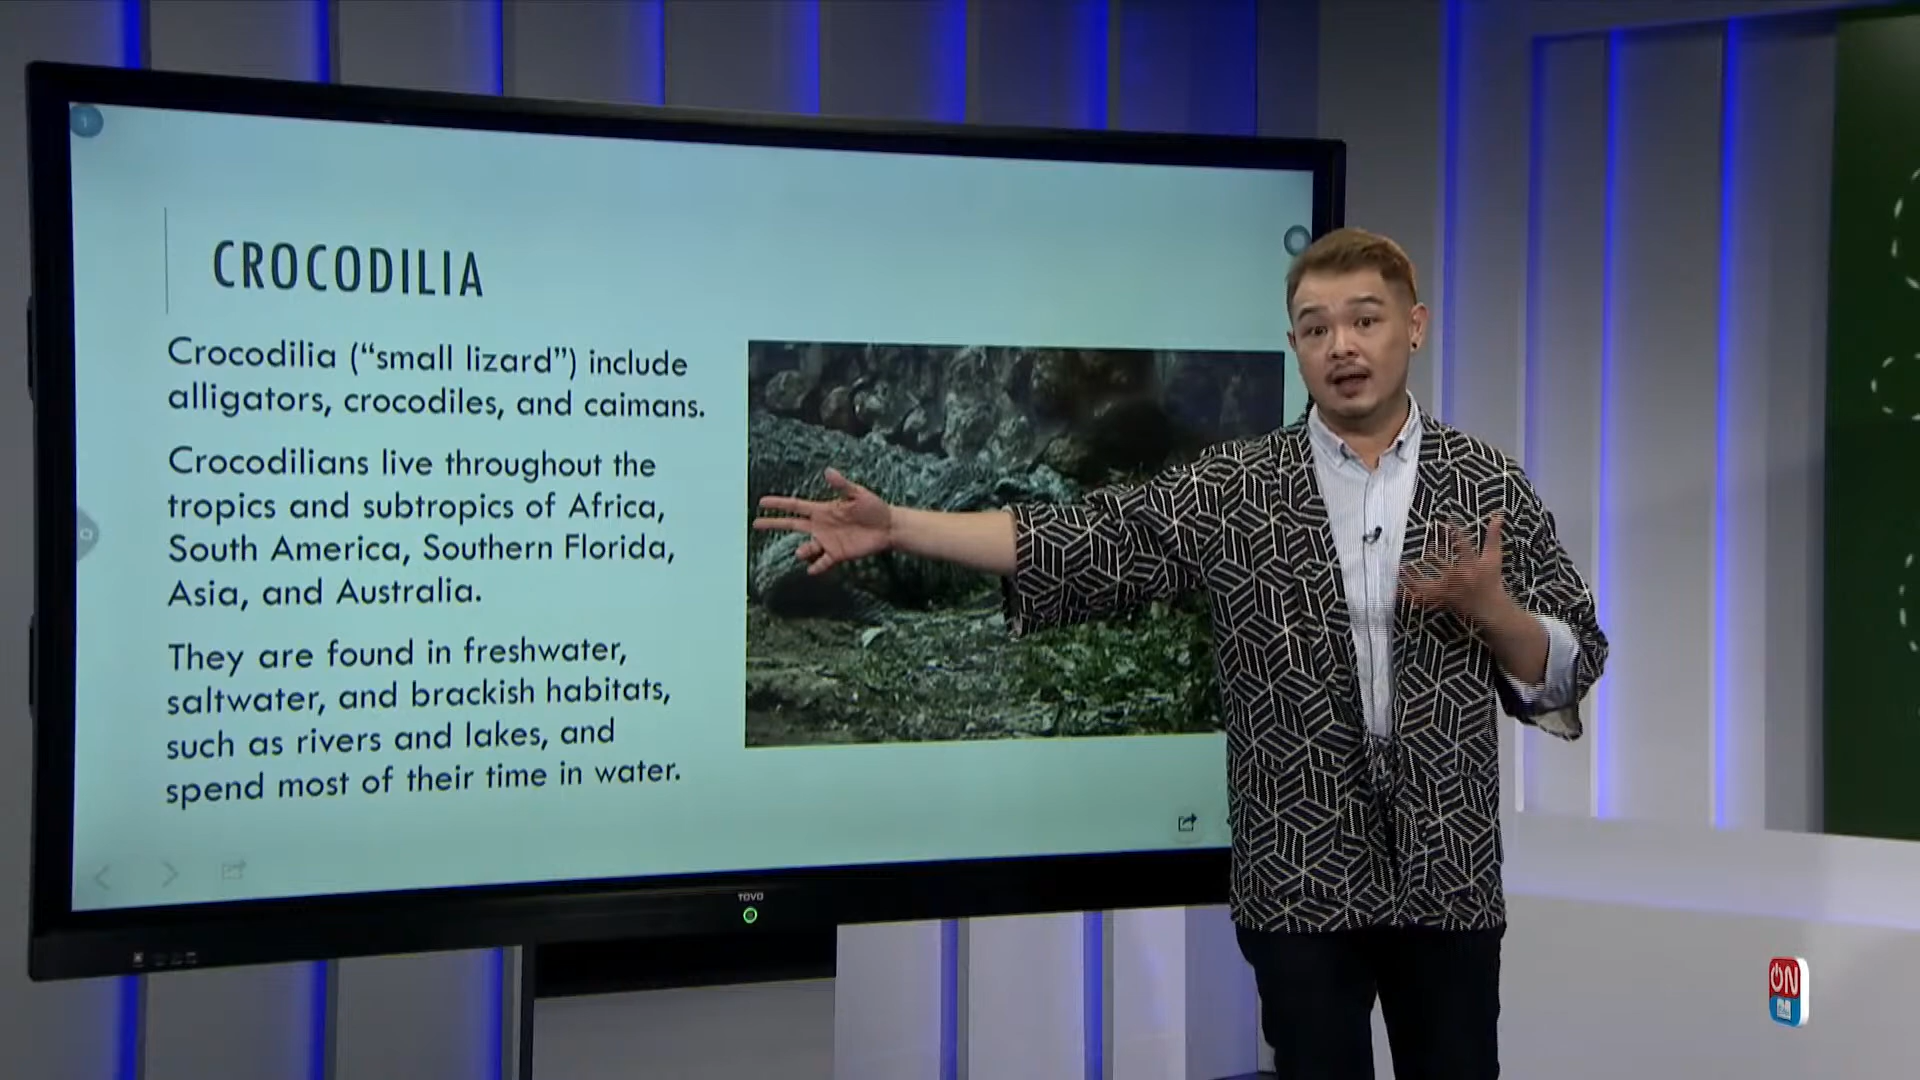 CROCODILIA
Crocodilia (“small lizard”) include
alligators, crocodiles, and caimans.
Crocodilians live throughout the
tropics and subtropics of Africa,
South America, Southern Florida,
Asia, and Australia.
They are found in freshwater,
saltwater, and brackish habitats,
such as rivers and lakes, and
spend most of their time in water.
TOVO
ON